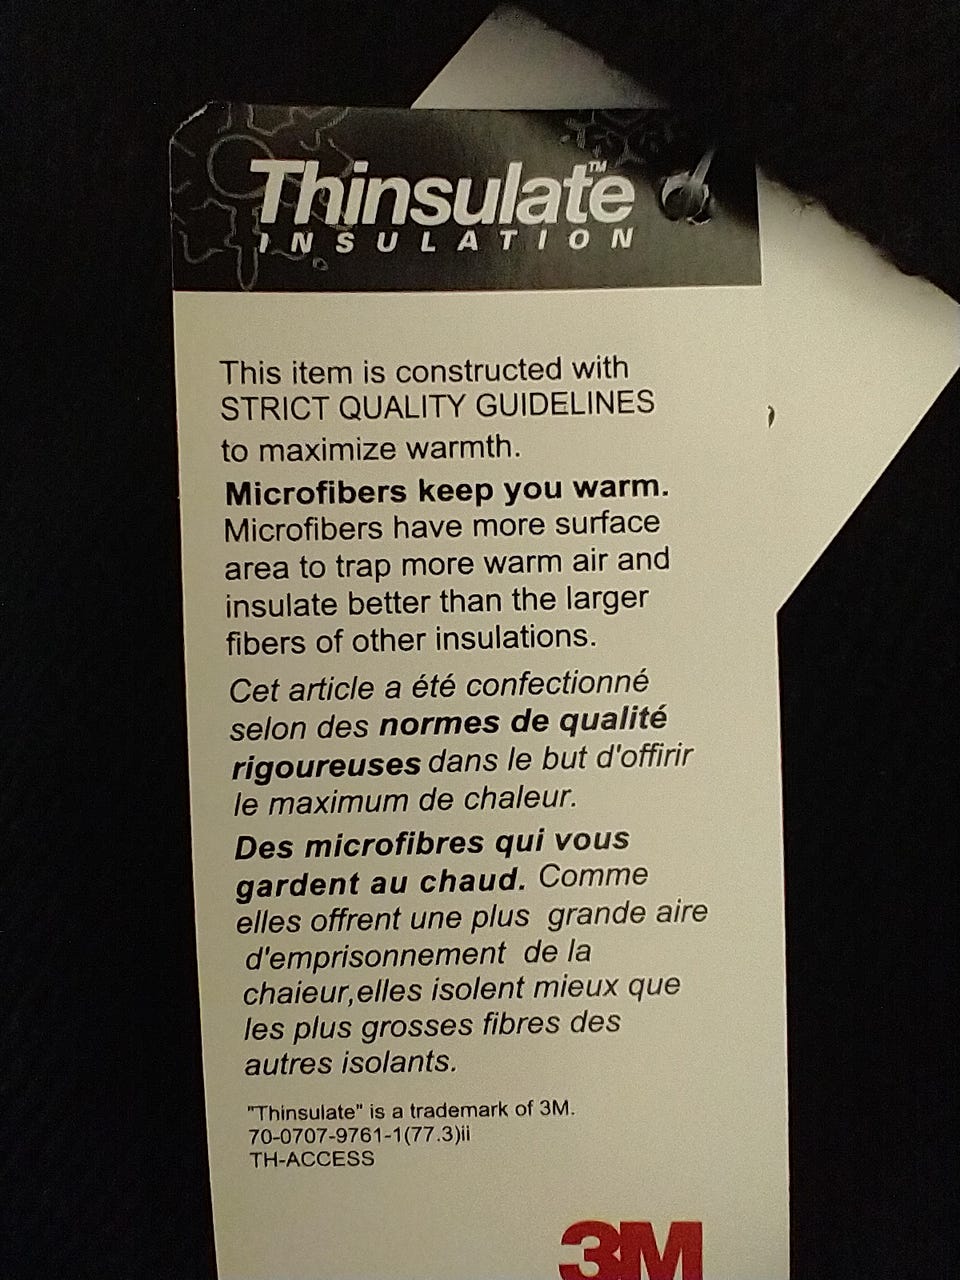 Thinsulate™
INSULATION
This item is constructed with
STRICT QUALITY GUIDELINES
to maximize warmth.
Microfibers keep you warm.
Microfibers have more surface
area to trap more warm air and
insulate better than the larger
fibers of other insulations.
Cet article a été confectionné
selon des normes de qualité
rigoureuses dans le but d'offirir
le maximum de chaleur.
Des microfibres qui vous
gardent au chaud. Comme
elles offrent une plus grande aire
d'emprisonnement de la
chaieur,elles isolent mieux que
les plus grosses fibres des
autres isolants.
"Thinsulate" is a trademark of 3M.
70-0707-9761-1(77.3)ii
TH-ACCESS
3M